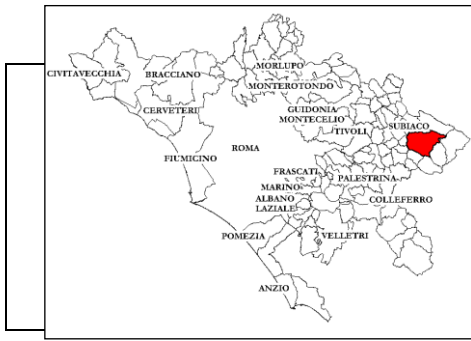 MORLUPO
CIVITAVECCHIA
BRACCIANO
MONTEROTONDO
CERVETERI
GUIDONIA
MONTECELIO
SUBIACO
TIVOLI
ROMA
FIUMICINO
FRASCATI
PALESTRINA
MARINO
ALBANO
LAZIALE
COLLEFERRO
POMEZIA
VELLETRI
ANZIO